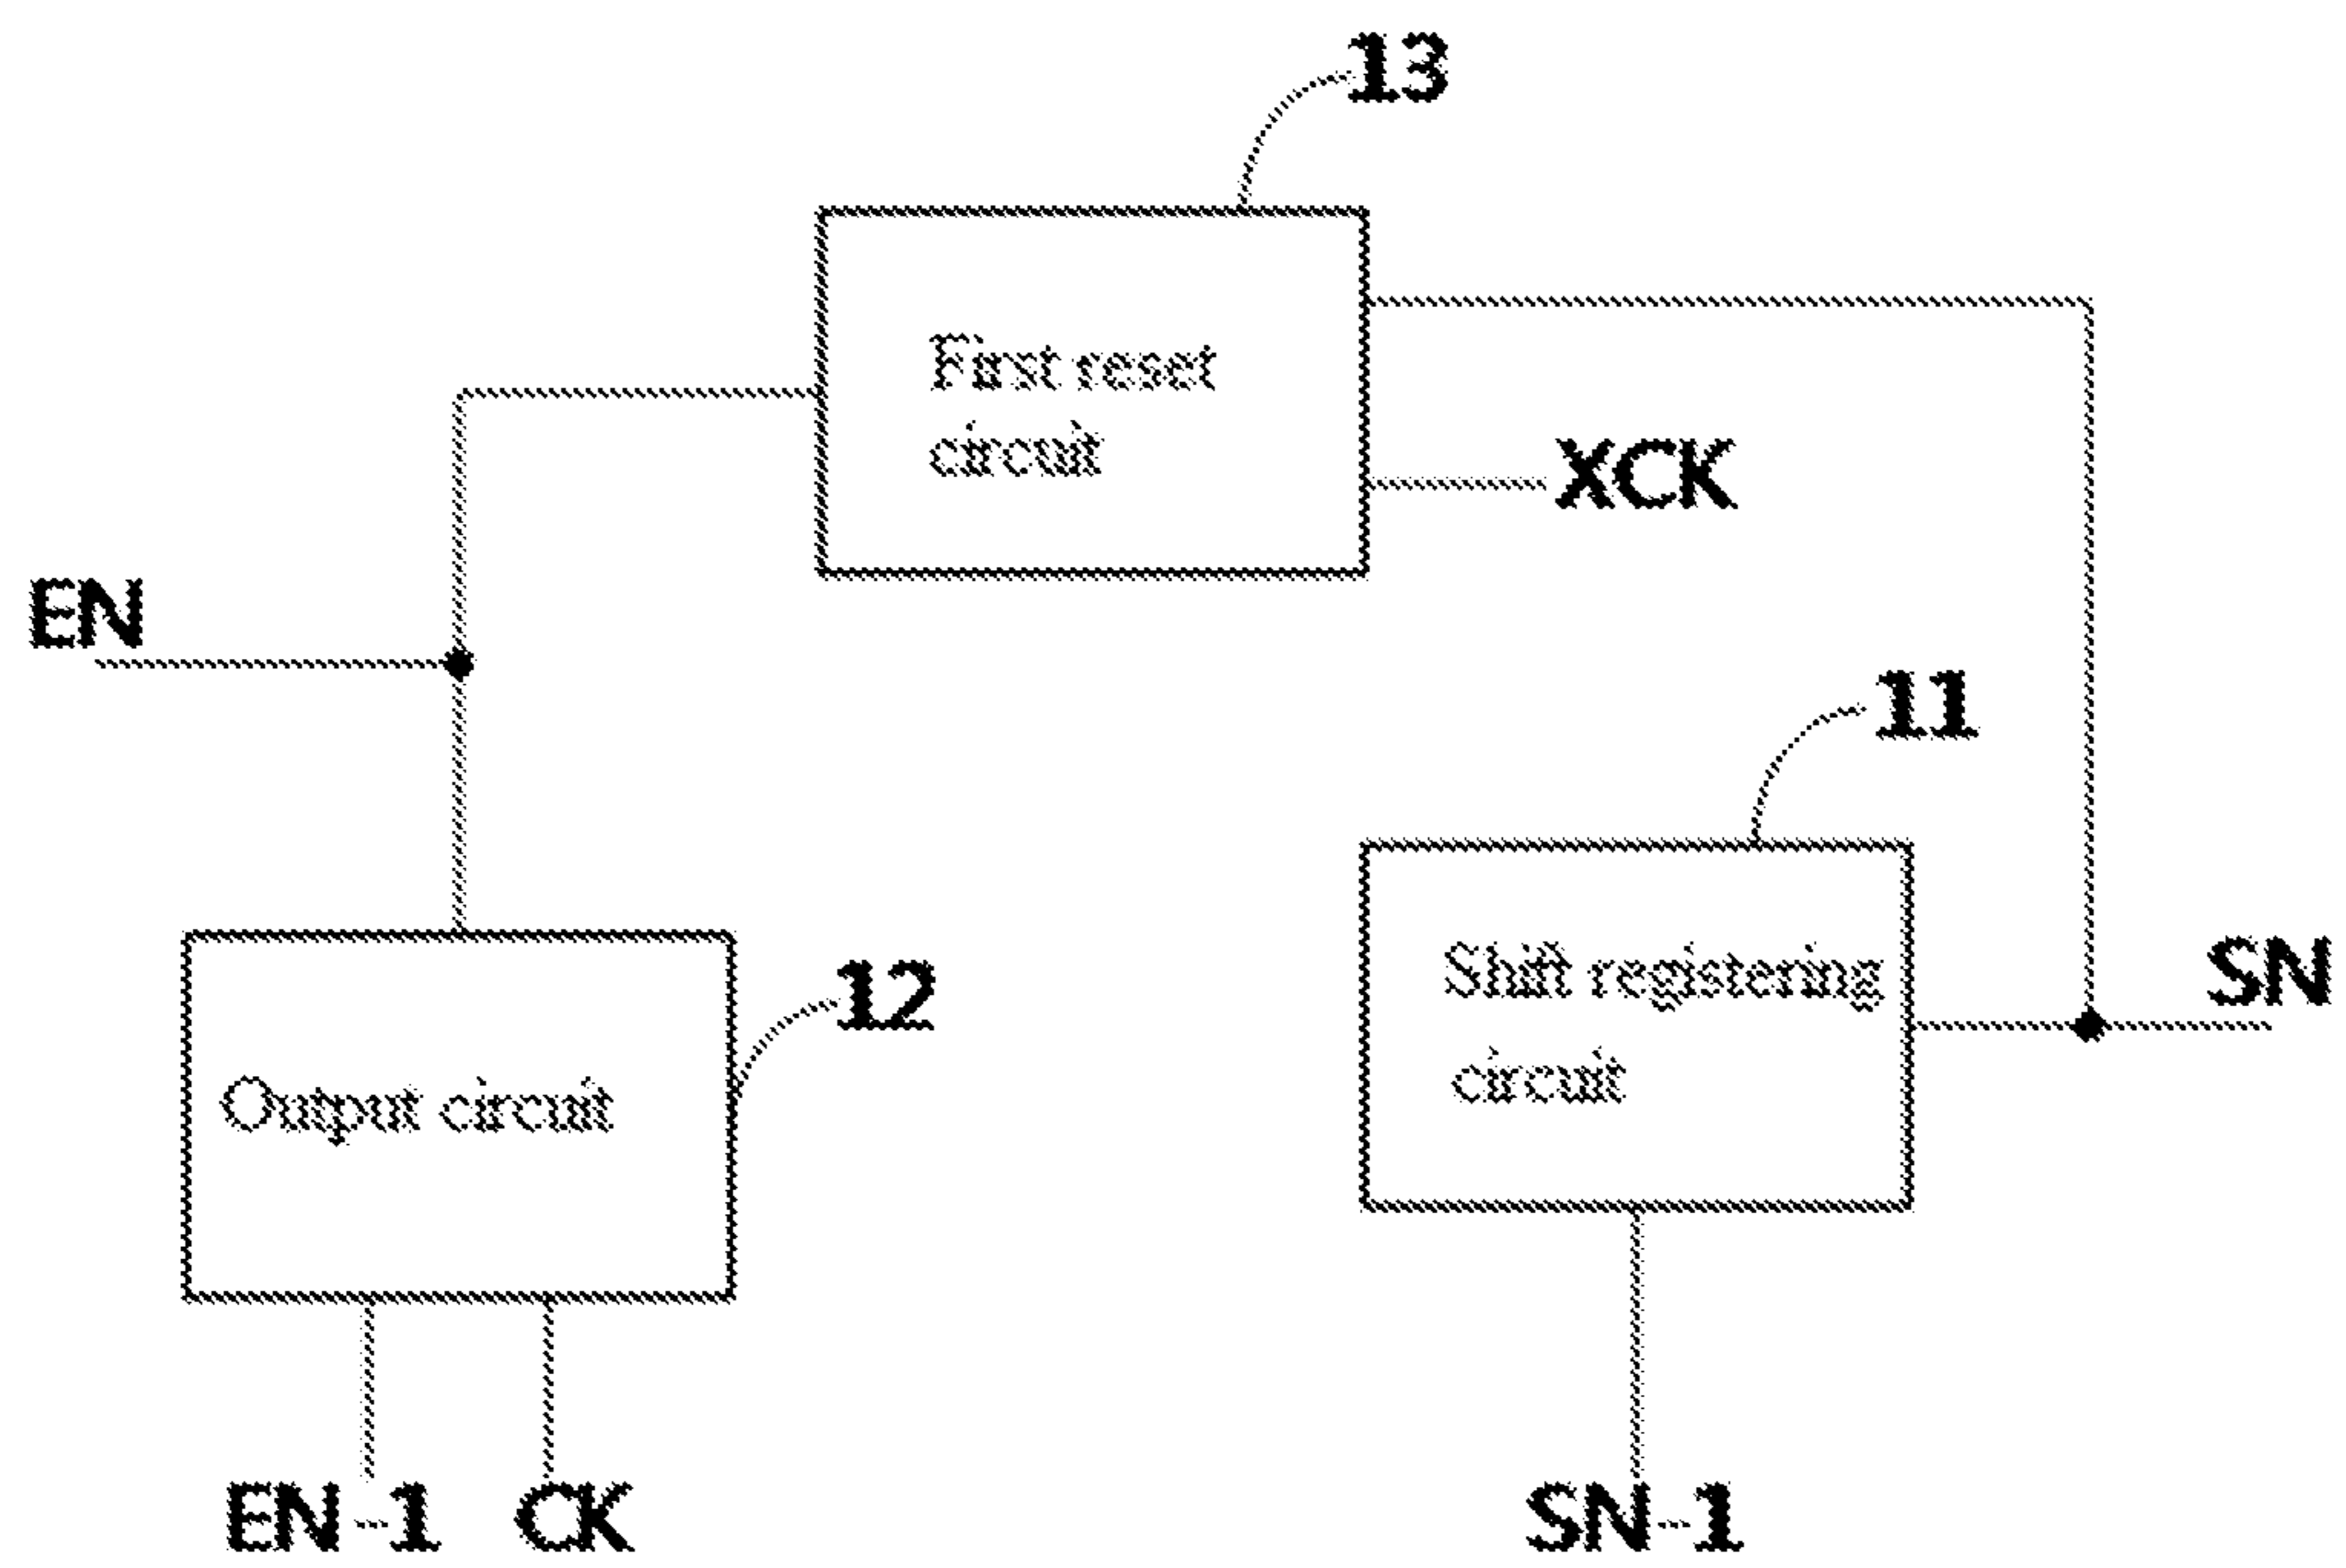 13
First reset
circuit
XCK
EN
11
12
Shift registering
circuit
SN
Output circuit
EN-1 CK
SN-1